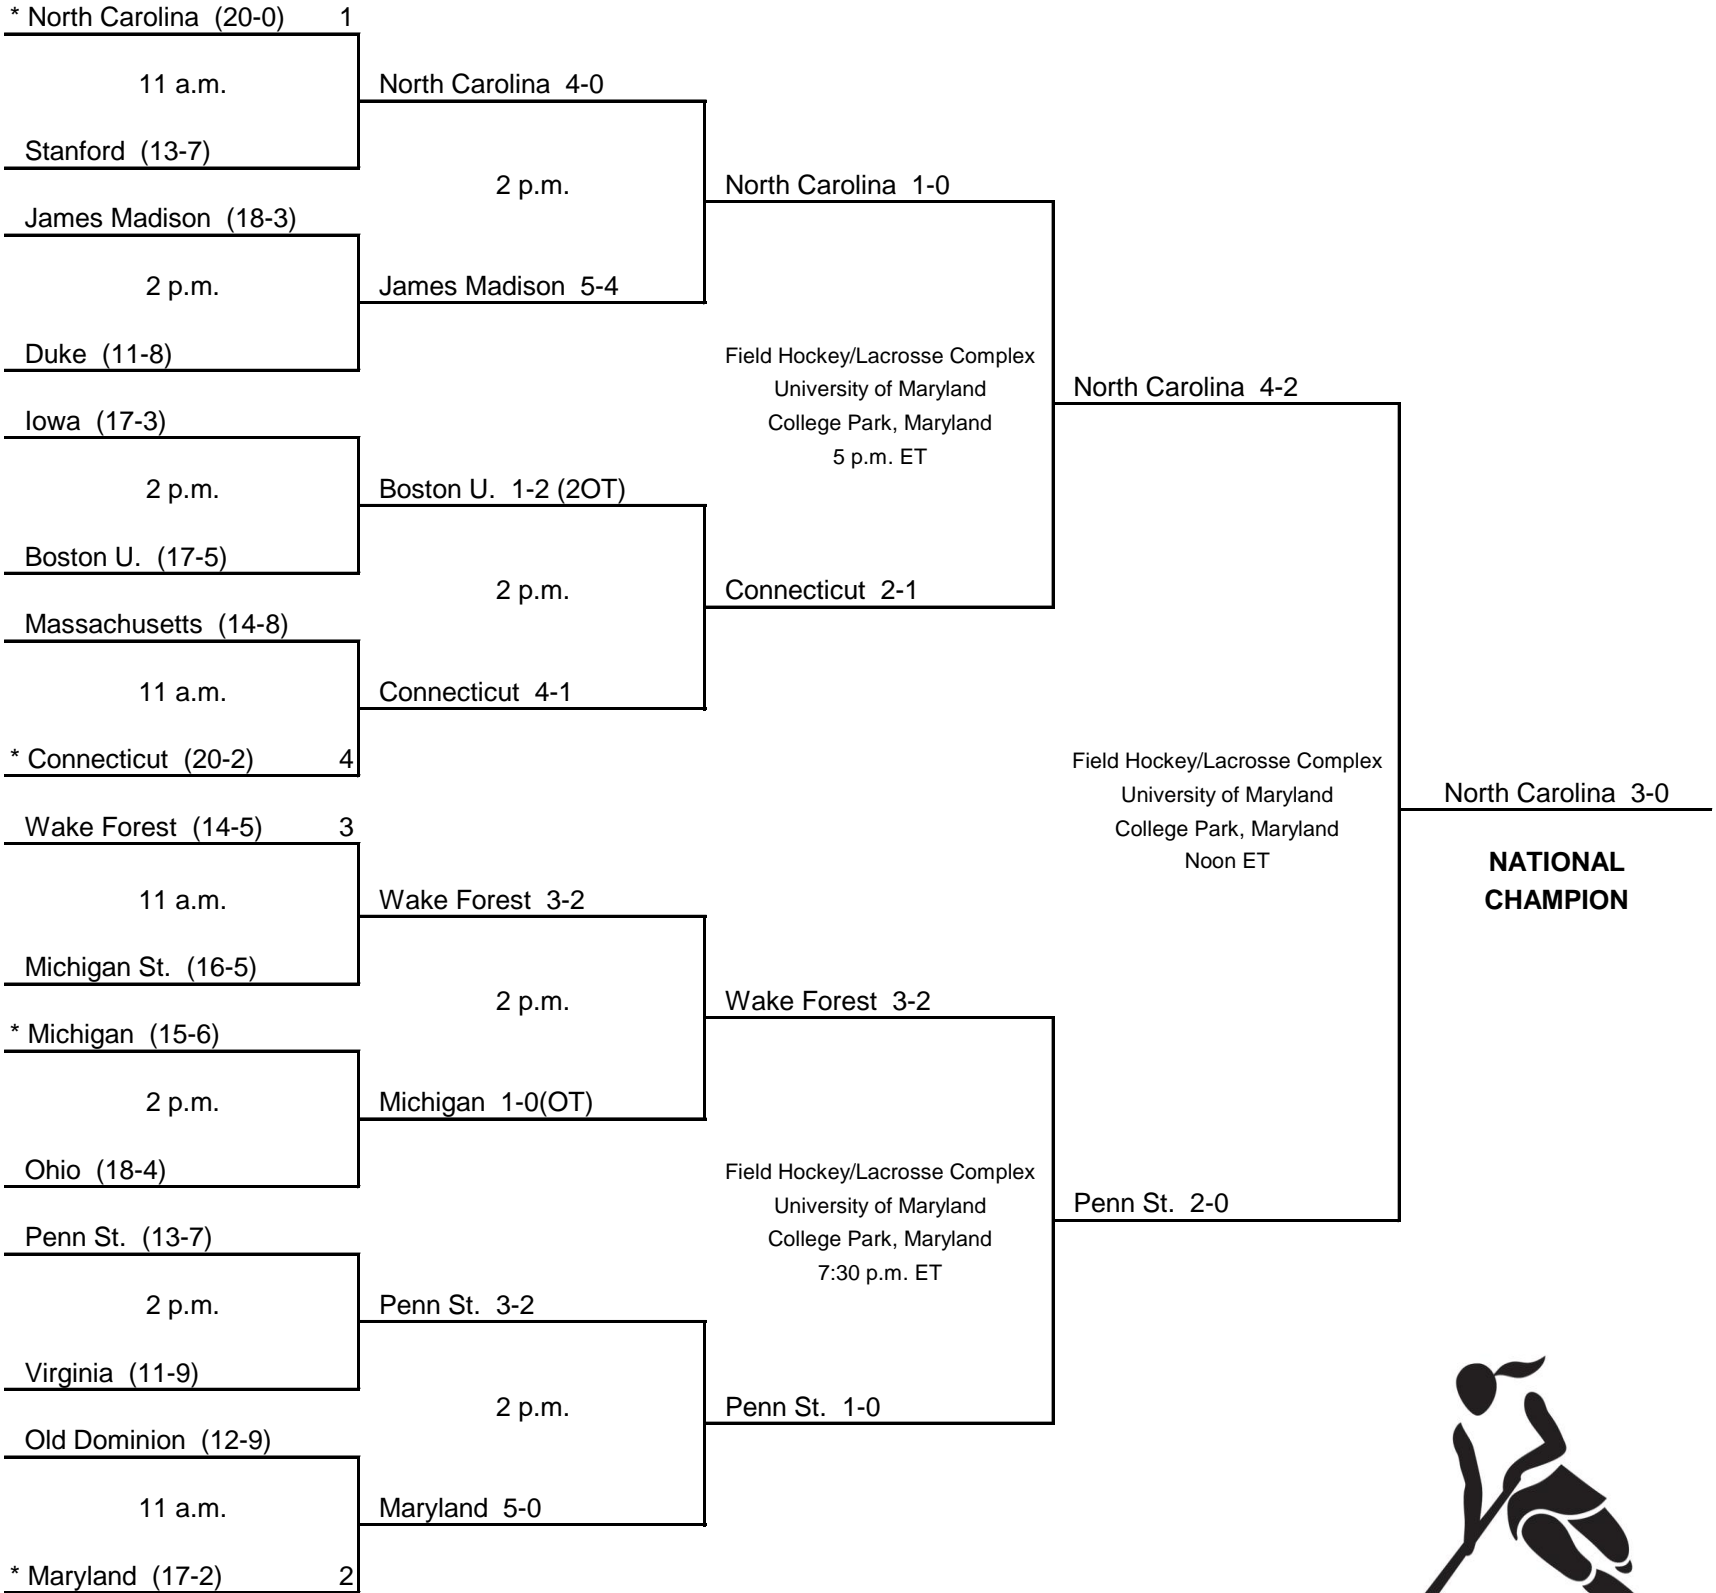 * North Carolina (20-0) 1
11 a.m.
North Carolina 4-0
Stanford (13-7)
2 p.m.
North Carolina 1-0
James Madison (18-3)
2 p.m.
James Madison 5-4
Duke (11-8)
Field Hockey/Lacrosse Complex
University of Maryland
College Park, Maryland
5 p.m. ET
North Carolina 4-2
Iowa (17-3)
2 p.m.
Boston U. 1-2 (2OT)
Boston U. (17-5)
2 p.m.
Connecticut 2-1
Massachusetts (14-8)
11 a.m.
Connecticut 4-1
* Connecticut (20-2) 4
Field Hockey/Lacrosse Complex
University of Maryland
College Park, Maryland
Noon ET
North Carolina 3-0
NATIONAL
CHAMPION
Wake Forest (14-5) 3
11 a.m.
Wake Forest 3-2
Michigan St. (16-5)
2 p.m.
Wake Forest 3-2
* Michigan (15-6)
2 p.m.
Michigan 1-0(OT)
Ohio (18-4)
Field Hockey/Lacrosse Complex
University of Maryland
College Park, Maryland
7:30 p.m. ET
Penn St. 2-0
Penn St. (13-7)
2 p.m.
Penn St. 3-2
Virginia (11-9)
2 p.m.
Penn St. 1-0
Old Dominion (12-9)
11 a.m.
Maryland 5-0
* Maryland (17-2) 2